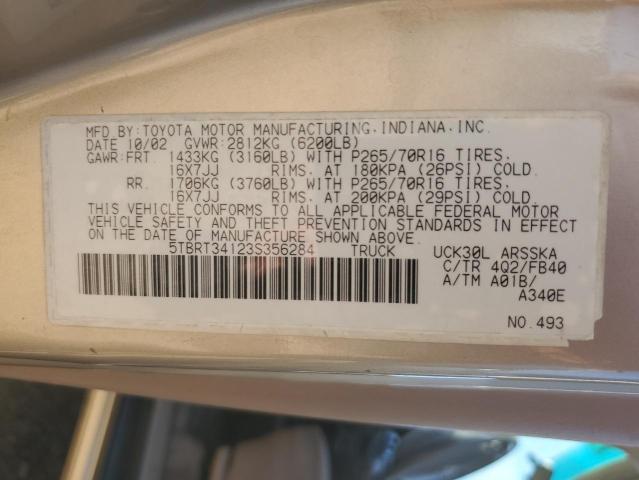 MFD.BY:TOYOTA MOTOR MANUFACTURING,INDIANA,INC.
DATE 10/02 GVWR:2812KG (6200LB)
GAWR:FRT. 1433KG (3160LB) WITH P265/70R16 TIRES,
16X7JJ RIMS, AT 180KPA (26PSI) COLD.
RR. 1706KG (3760LB) WITH P265/70R16 TIRES,
16X7JJ RIMS, AT 200KPA (29PSI) COLD.
THIS VEHICLE CONFORMS TO ALL APPLICABLE FEDERAL MOTOR
VEHICLE SAFETY AND THEFT PREVENTION STANDARDS IN EFFECT
ON THE DATE OF MANUFACTURE SHOWN ABOVE.
5TBRT34123S356284 TRUCK UCK30L ARSSKA
C/TR 4Q2/FB40
A/TM A01B/
A340E
NO.493